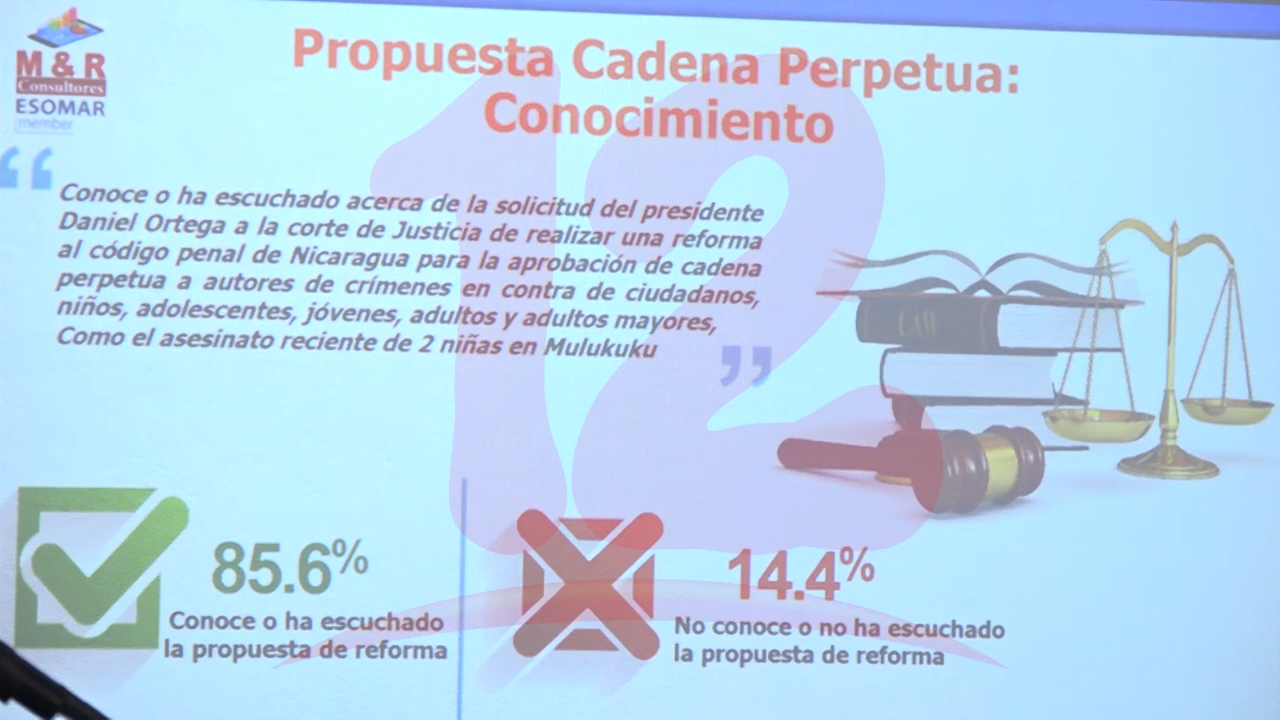 M & R
Consultores
ESOMAR
member
Propuesta Cadena Perpetua:
Conocimiento
“
Conoce o ha escuchado acerca de la solicitud del presidente
Daniel Ortega a la corte de Justicia de realizar una reforma
al código penal de Nicaragua para la aprobación de cadena
perpetua a autores de crímenes en contra de ciudadanos,
niños, adolescentes, jóvenes, adultos y adultos mayores,
Como el asesinato reciente de 2 niñas en Mulukuku
”
LAW
12
85.6%
Conoce o ha escuchado
la propuesta de reforma
14.4%
No conoce o no ha escuchado
la propuesta de reforma